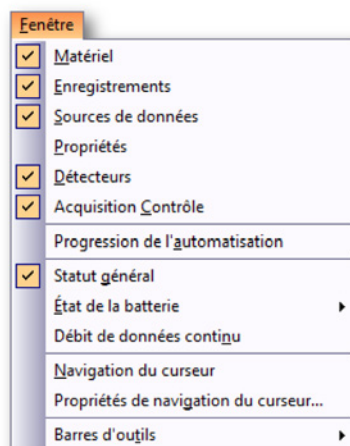 Fenêtre
Matériel
Enregistrements
Sources de données
Propriétés
Détecteurs
Acquisition Contrôle
Progression de l'automatisation
Statut général
État de la batterie
Débit de données continu
Navigation du curseur
Propriétés de navigation du curseur...
Barres d'outils